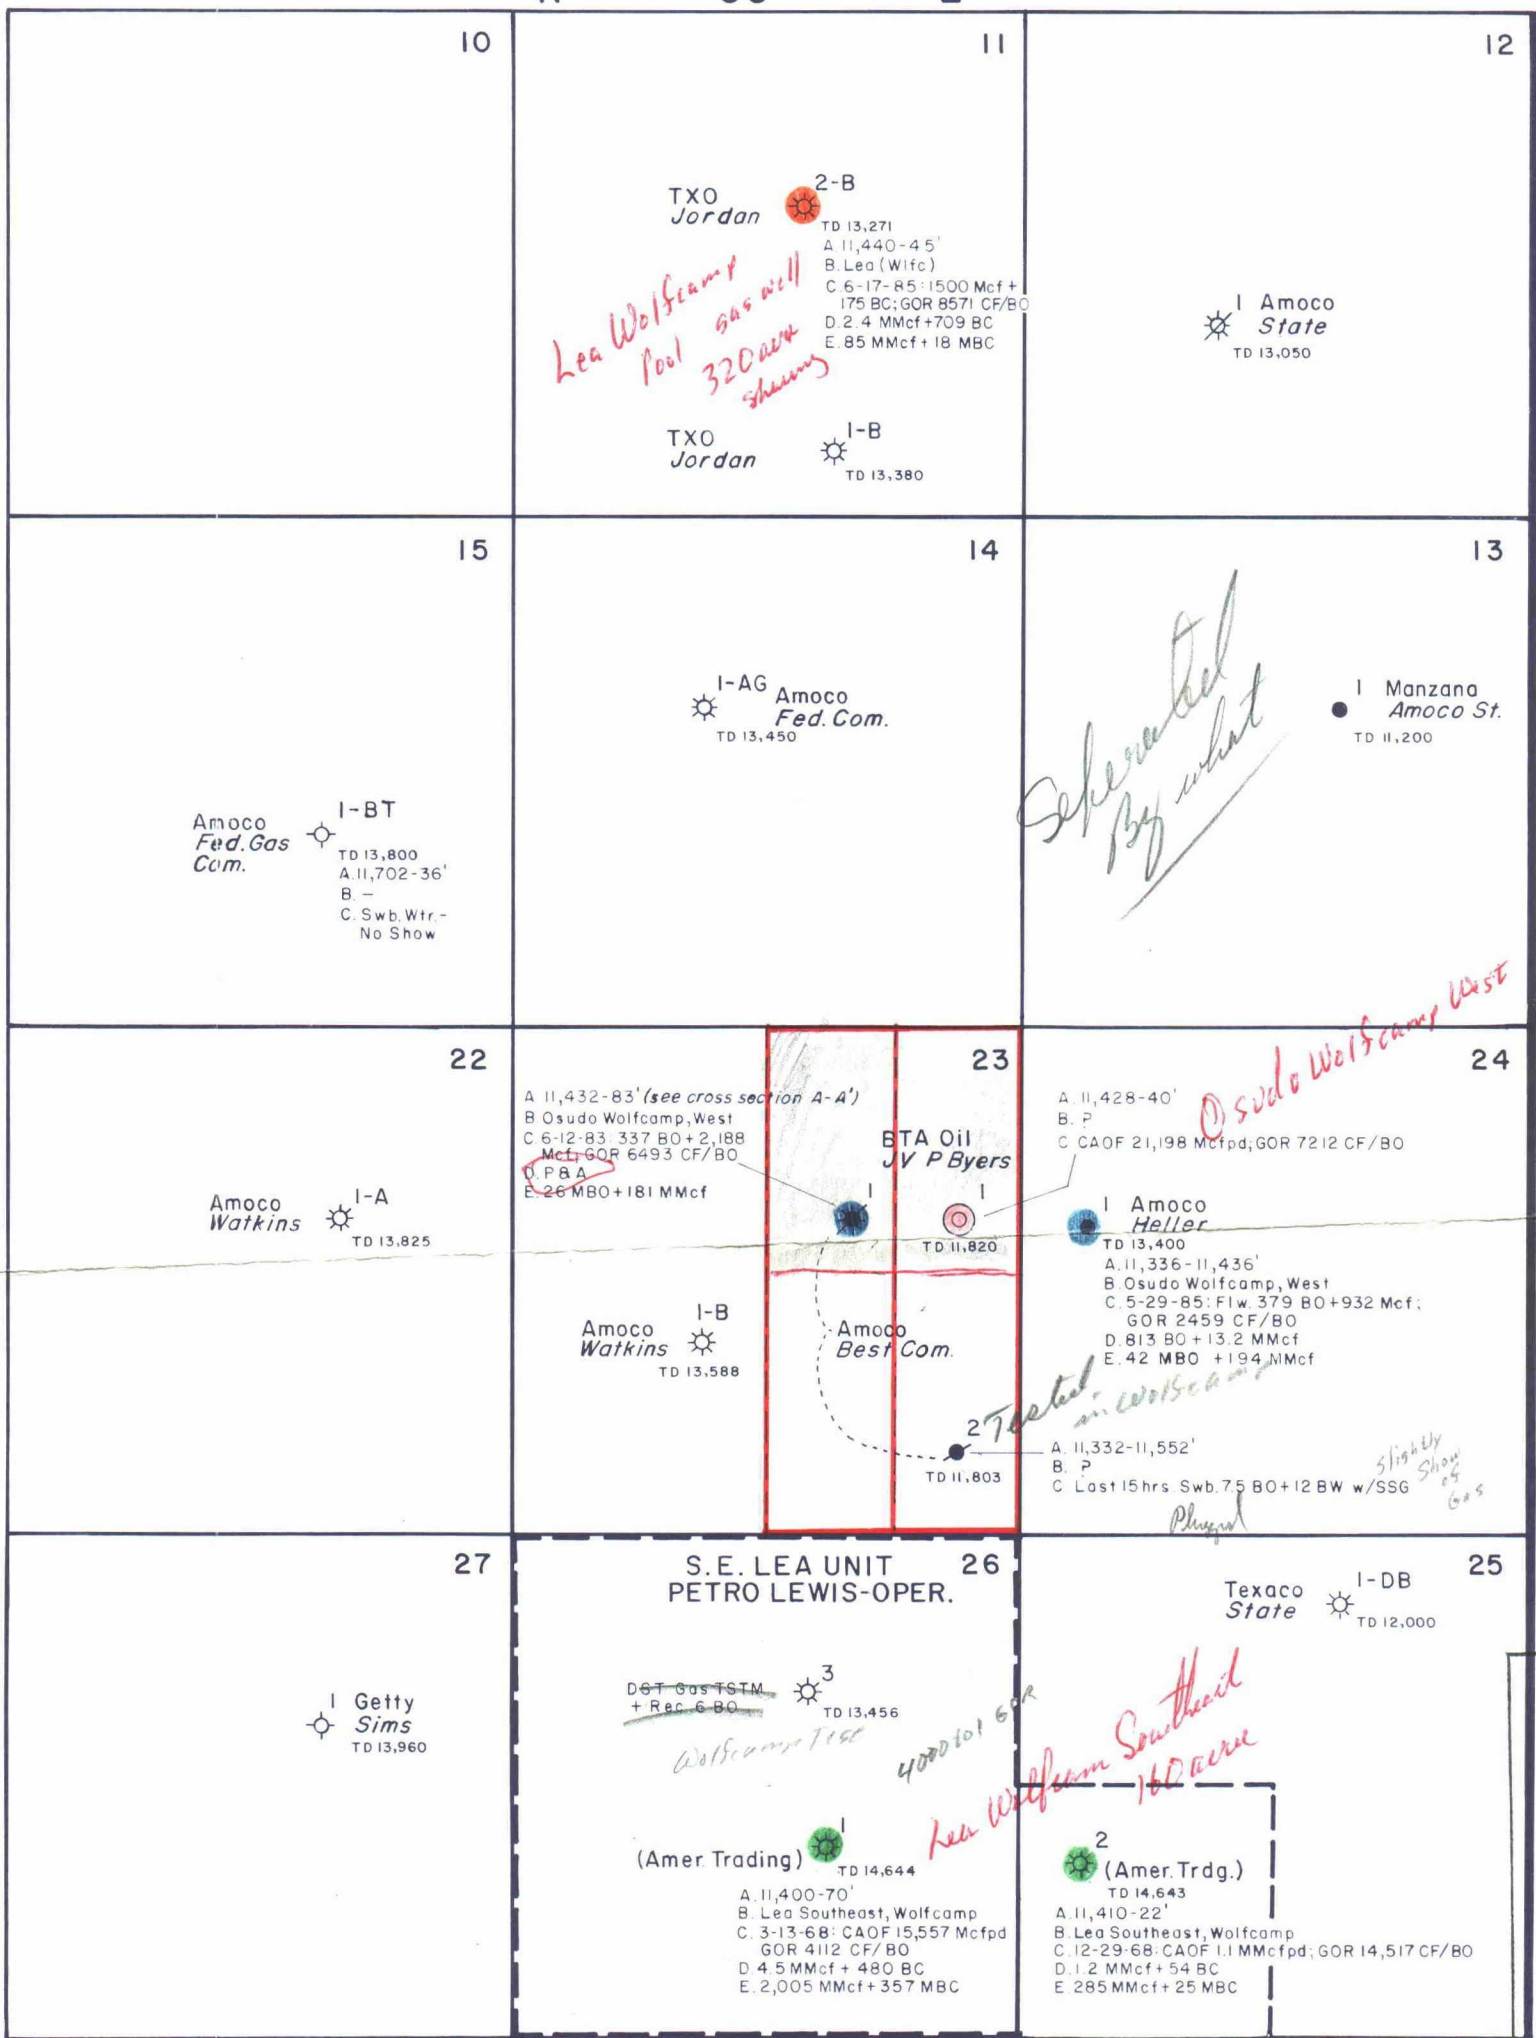 10
11
12
TXO
Jordan
2-B
TD 13,271
A. 11,440-45'
B. Lea (Wlfc)
C. 6-17-85: 1500 Mcf +
175 BC; GOR 8571 CF/BO
D. 2.4 MMcf + 709 BC
E. 85 MMcf + 18 MBC
Lea Wolfcamp
Pool gas well
320 acre
1 Amoco
State
TD 13,050
TXO
Jordan
1-B
TD 13,380
15
14
13
1-AG Amoco
Fed. Com.
TD 13,450
Seperated
By what
1 Manzana
Amoco St.
TD 11,200
Amoco
Fed. Gas
Com.
1-BT
TD 13,800
A. 11,702-36'
B. -
C. Swb. Wtr. -
No Show
Osudo Wolfcamp West
22
23
24
A. 11,432-83' (see cross section A-A')
B. Osudo Wolfcamp, West
C. 6-12-83: 337 BO + 2,188
Mcf; GOR 6493 CF/BO
D. P & A
E. 26 MBO + 181 MMcf
BTA Oil
JV P Byers
1
1
TD 11,820
A. 11,428-40'
B. ?
C. CAOF 21,198 Mcfpd; GOR 7212 CF/BO
Amoco
Watkins
1-A
TD 13,825
1 Amoco
Heller
TD 13,400
A. 11,336-11,436'
B. Osudo Wolfcamp, West
C. 5-29-85: Flw. 379 BO + 932 Mcf;
GOR 2459 CF/BO
D. 813 BO + 13.2 MMcf
E. 42 MBO + 194 MMcf
Amoco
Watkins
1-B
TD 13,588
Amoco
Best Com.
2
TD 11,803
Tested
in Wolfcamp
A. 11,332-11,552'
B. ?
C. Last 15 hrs. Swb. 7.5 BO + 12 BW w/SSG
Slightly
Show
of
Gas
Plugged
27
S.E. LEA UNIT
PETRO LEWIS-OPER.
26
25
Texaco
State
1-DB
TD 12,000
1 Getty
Sims
TD 13,960
DST Gas TSTM
+ Rec 6 BO
3
TD 13,456
Wolfcamp Test
4000 to 1 GOR
Lea Wolfcam Southeast
160 acre
(Amer. Trading)
1
TD 14,644
A. 11,400-70'
B. Lea Southeast, Wolfcamp
C. 3-13-68: CAOF 15,557 Mcfpd
GOR 4112 CF/BO
D. 4.5 MMcf + 480 BC
E. 2,005 MMcf + 357 MBC
2
(Amer. Trdg.)
TD 14,643
A. 11,410-22'
B. Lea Southeast, Wolfcamp
C. 12-29-68: CAOF 1.1 MMcfpd; GOR 14,517 CF/BO
D. 1.2 MMcf + 54 BC
E. 285 MMcf + 25 MBC